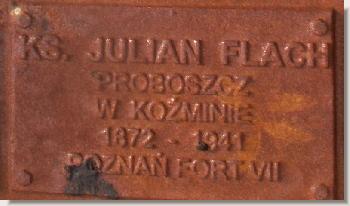 KS. JULIAN FLACH
PROBOSZCZ
W KOŹMINIE
1872 - 1941
POZNAŃ FORT VII